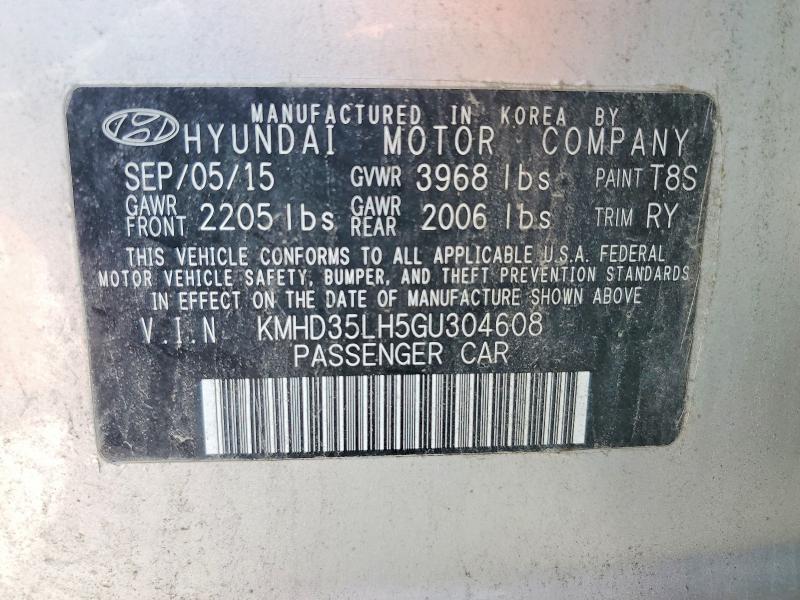 MANUFACTURED IN KOREA BY
HYUNDAI MOTOR COMPANY
SEP/05/15 GVWR 3968 lbs PAINT T8S
GAWR FRONT 2205 lbs GAWR REAR 2006 lbs TRIM RY
THIS VEHICLE CONFORMS TO ALL APPLICABLE U.S.A. FEDERAL
MOTOR VEHICLE SAFETY, BUMPER, AND THEFT PREVENTION STANDARDS
IN EFFECT ON THE DATE OF MANUFACTURE SHOWN ABOVE.
V.I.N KMHD35LH5GU304608
PASSENGER CAR